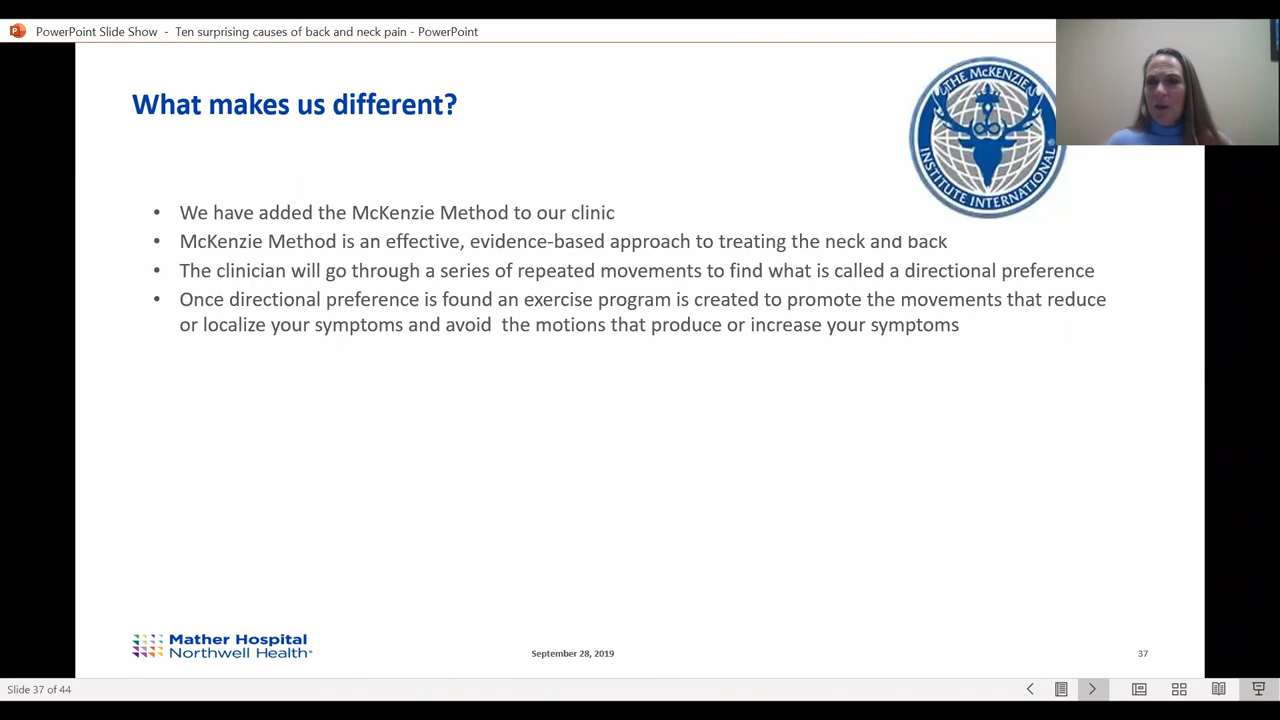 PowerPoint Slide Show - Ten surprising causes of back and neck pain - PowerPoint
What makes us different?
THE McKENZIE
INSTITUTE INTERNATIONAL
®
• We have added the McKenzie Method to our clinic
• McKenzie Method is an effective, evidence-based approach to treating the neck and back
• The clinician will go through a series of repeated movements to find what is called a directional preference
• Once directional preference is found an exercise program is created to promote the movements that reduce
or localize your symptoms and avoid the motions that produce or increase your symptoms
Mather Hospital
Northwell Health®
September 28, 2019
37
Slide 37 of 44